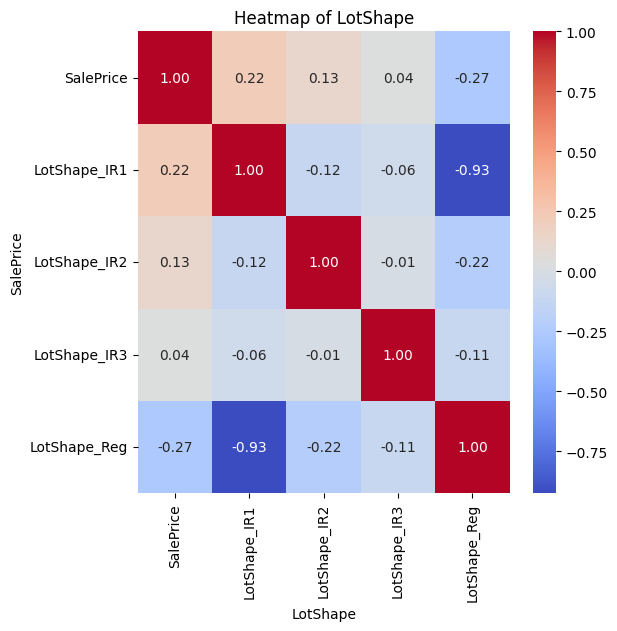 Heatmap of LotShape
SalePrice
SalePrice 1.00 0.22 0.13 0.04 -0.27
LotShape_IR1 0.22 1.00 -0.12 -0.06 -0.93
LotShape_IR2 0.13 -0.12 1.00 -0.01 -0.22
LotShape_IR3 0.04 -0.06 -0.01 1.00 -0.11
LotShape_Reg -0.27 -0.93 -0.22 -0.11 1.00
SalePrice LotShape_IR1 LotShape_IR2 LotShape_IR3 LotShape_Reg
LotShape
1.00
0.75
0.50
0.25
0.00
−0.25
−0.50
−0.75